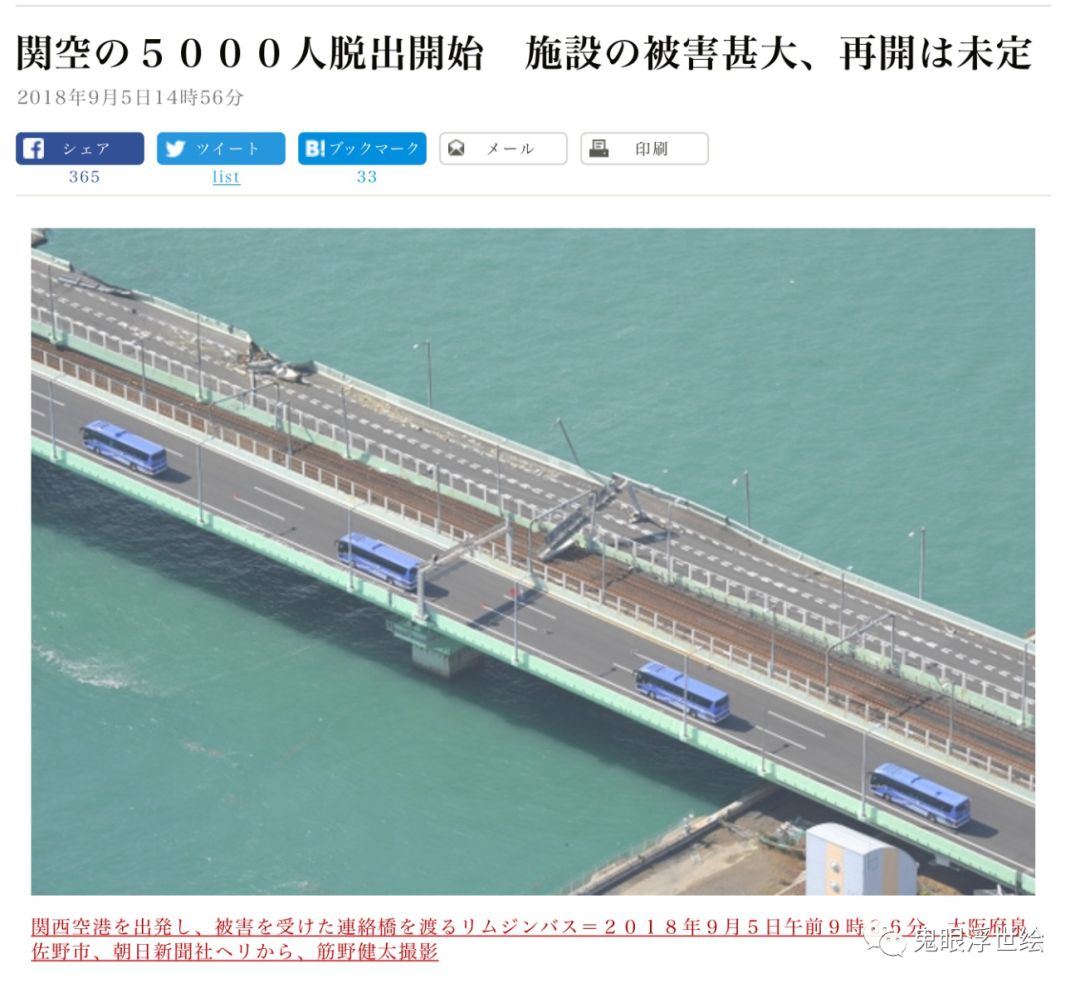 関空の５０００人脱出開始　施設の被害甚大、再開は未定
2018年9月5日14時56分
シェア ツイート B!ブックマーク メール 印刷
365 list 33
関西空港を出発し、被害を受けた連絡橋を渡るリムジンバス＝２０１８年９月５日午前９時 ６分、大阪府泉
佐野市、朝日新聞社ヘリから、筋野健太撮影
鬼眼浮世绘